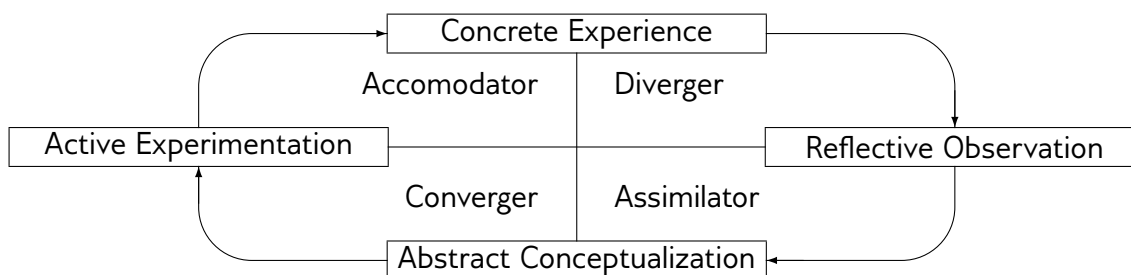 Concrete Experience
Accomodator Diverger
Active Experimentation Reflective Observation
Converger Assimilator
Abstract Conceptualization